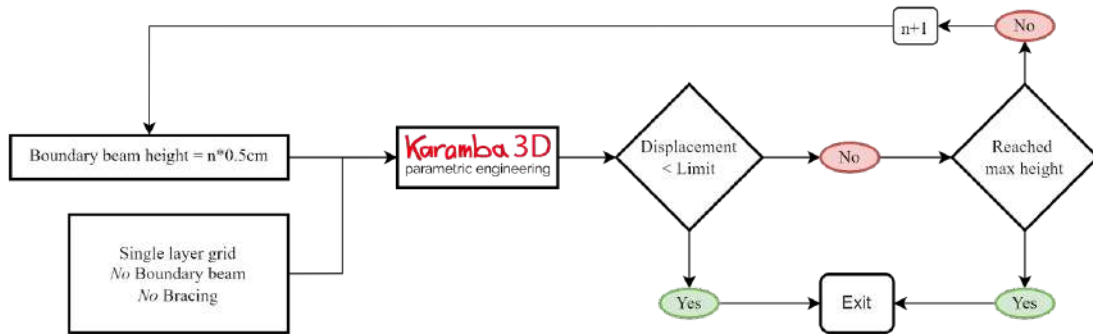 No
n+1
Boundary beam height = n*0.5cm
Karamba 3D
parametric engineering
Displacement
< Limit
No
Reached
max height
Single layer grid
No Boundary beam
No Bracing
Yes
Exit
Yes